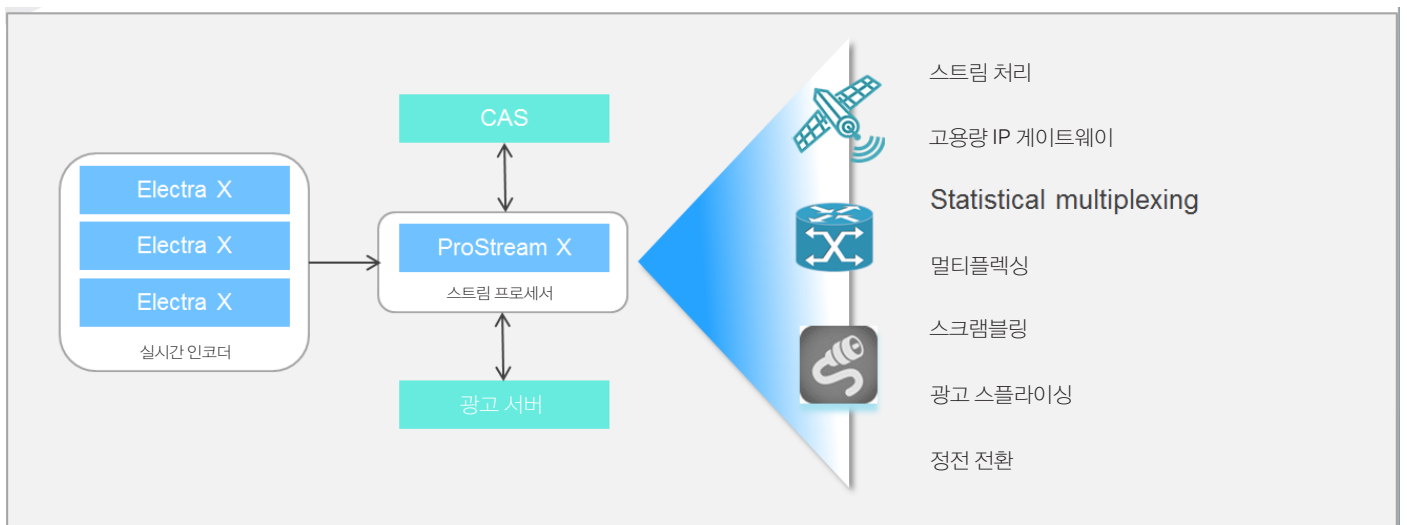 Electra X
Electra X
Electra X
실시간 인코더
CAS
ProStream X
스트림 프로세서
광고 서버
스트림 처리
고용량 IP 게이트웨이
Statistical multiplexing
멀티플렉싱
스크램블링
광고 스플라이싱
정전 전환